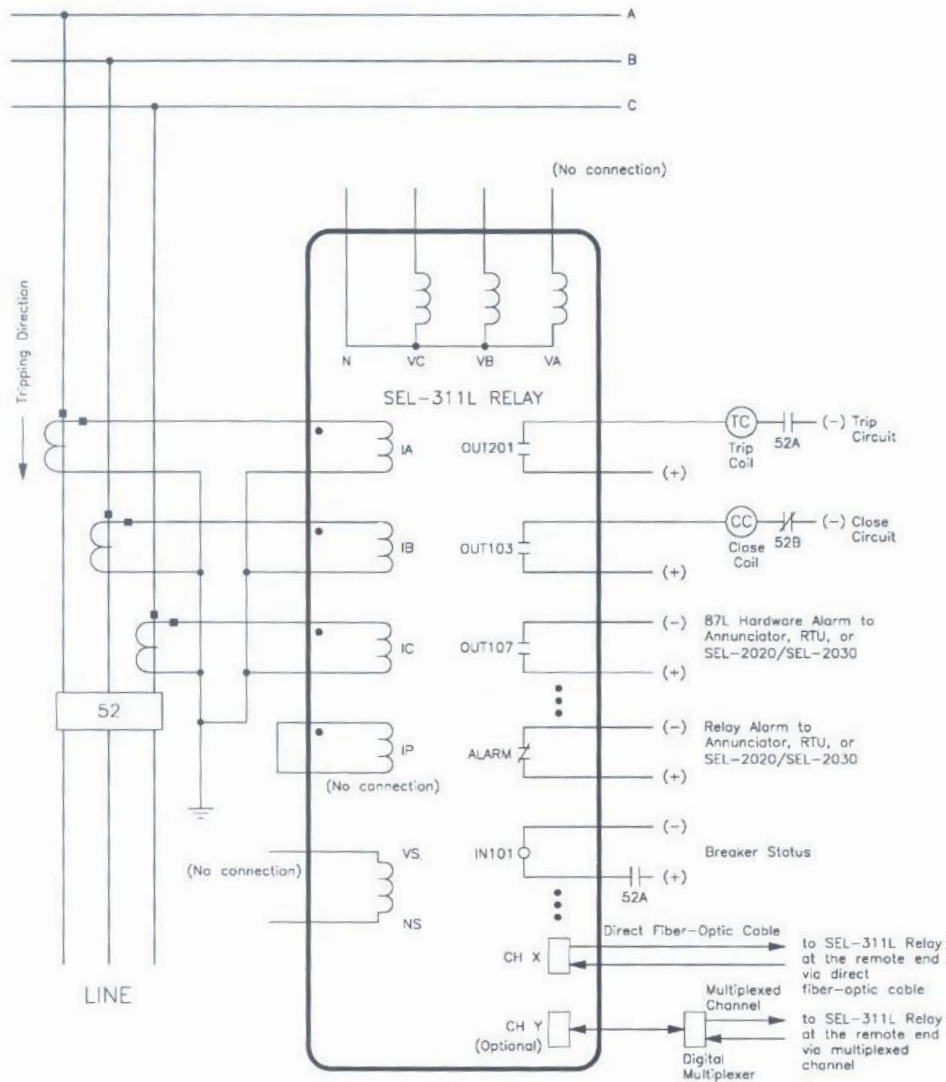 A
B
C
(No connection)
Tripping Direction
N
VC
VB
VA
SEL-311L RELAY
IA
OUT201
TC
Trip
Coil
52A
(-) Trip
Circuit
(+)
IB
OUT103
CC
Close
Coil
52B
(-) Close
Circuit
(+)
IC
OUT107
(-)
87L Hardware Alarm to
Annunciator, RTU, or
SEL-2020/SEL-2030
(+)
52
IP
(No connection)
ALARM
(-)
Relay Alarm to
Annunciator, RTU, or
SEL-2020/SEL-2030
(+)
(No connection)
VS
NS
IN101
(-)
Breaker Status
52A
(+)
LINE
CH X
Direct Fiber-Optic Cable
to SEL-311L Relay
at the remote end
via direct
fiber-optic cable
CH Y
(Optional)
Multiplexed
Channel
Digital
Multiplexer
to SEL-311L Relay
at the remote end
via multiplexed
channel